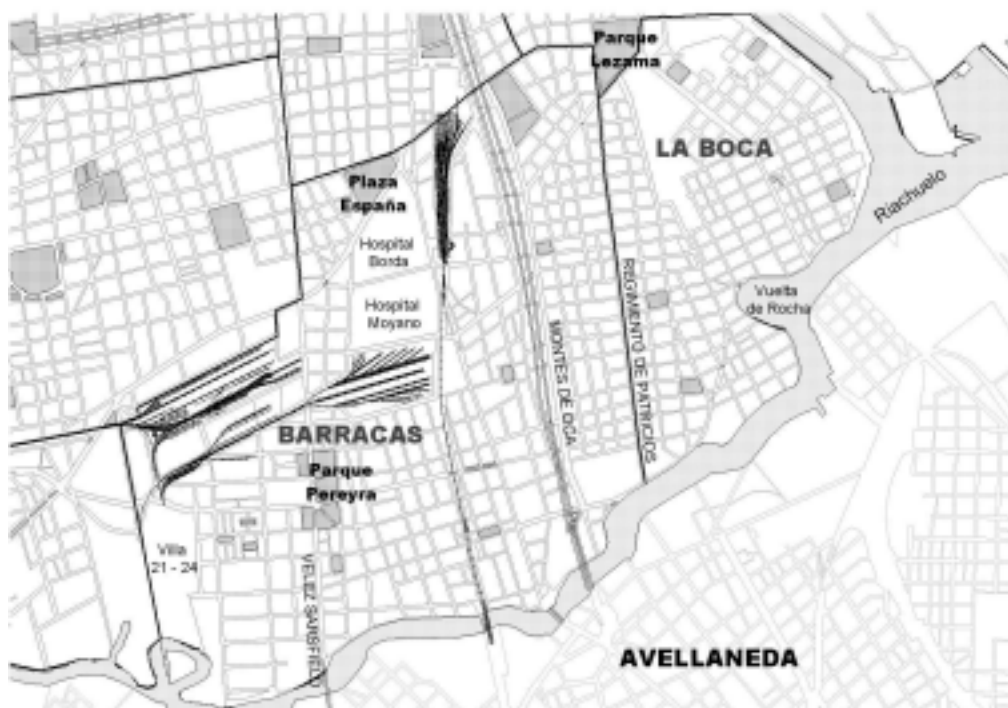 Parque
Lezama
LA BOCA
Plaza
España
Riachuelo
Hospital
Borda
Hospital
Moyano
Vuelta
de Rocha
REGIMIENTO DE PATRICIOS
MONTES DE OCA
BARRACAS
Parque
Pereyra
Villa
21 - 24
VELEZ SARSFIELD
AVELLANEDA